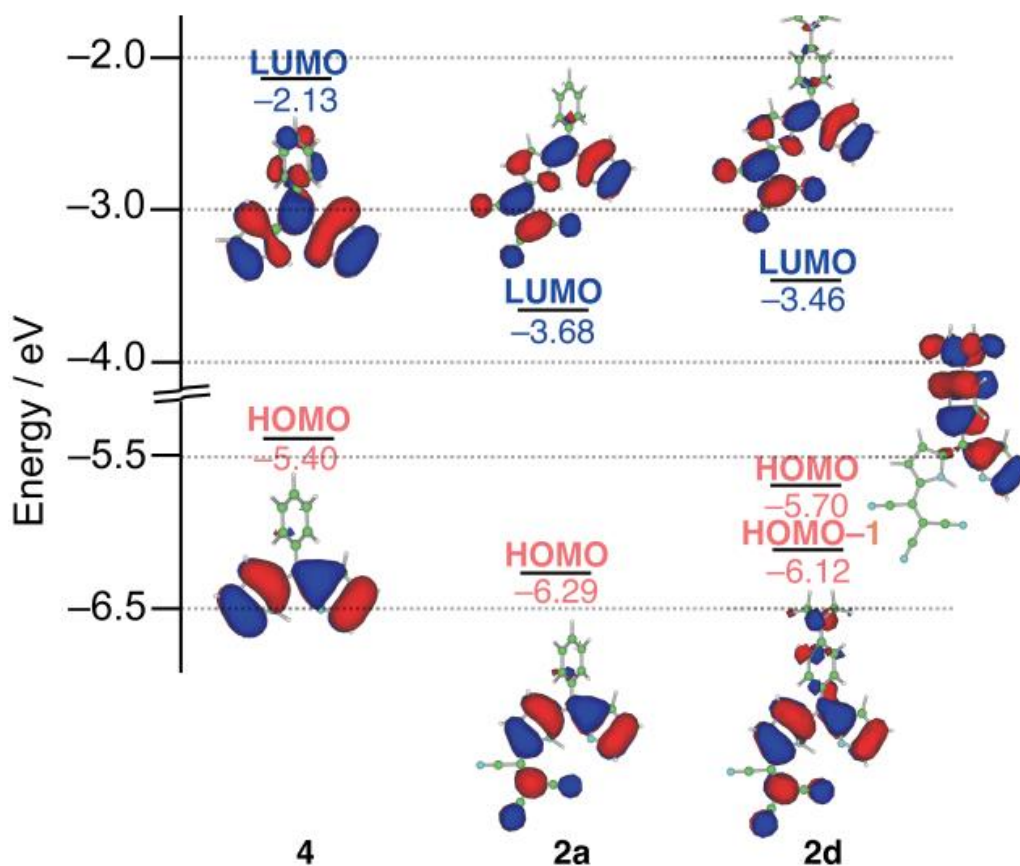 Energy / eV
–2.0
–3.0
–4.0
–5.5
–6.5
LUMO
–2.13
HOMO
–5.40
4
LUMO
–3.68
HOMO
–6.29
2a
LUMO
–3.46
HOMO
–5.70
HOMO–1
–6.12
2d